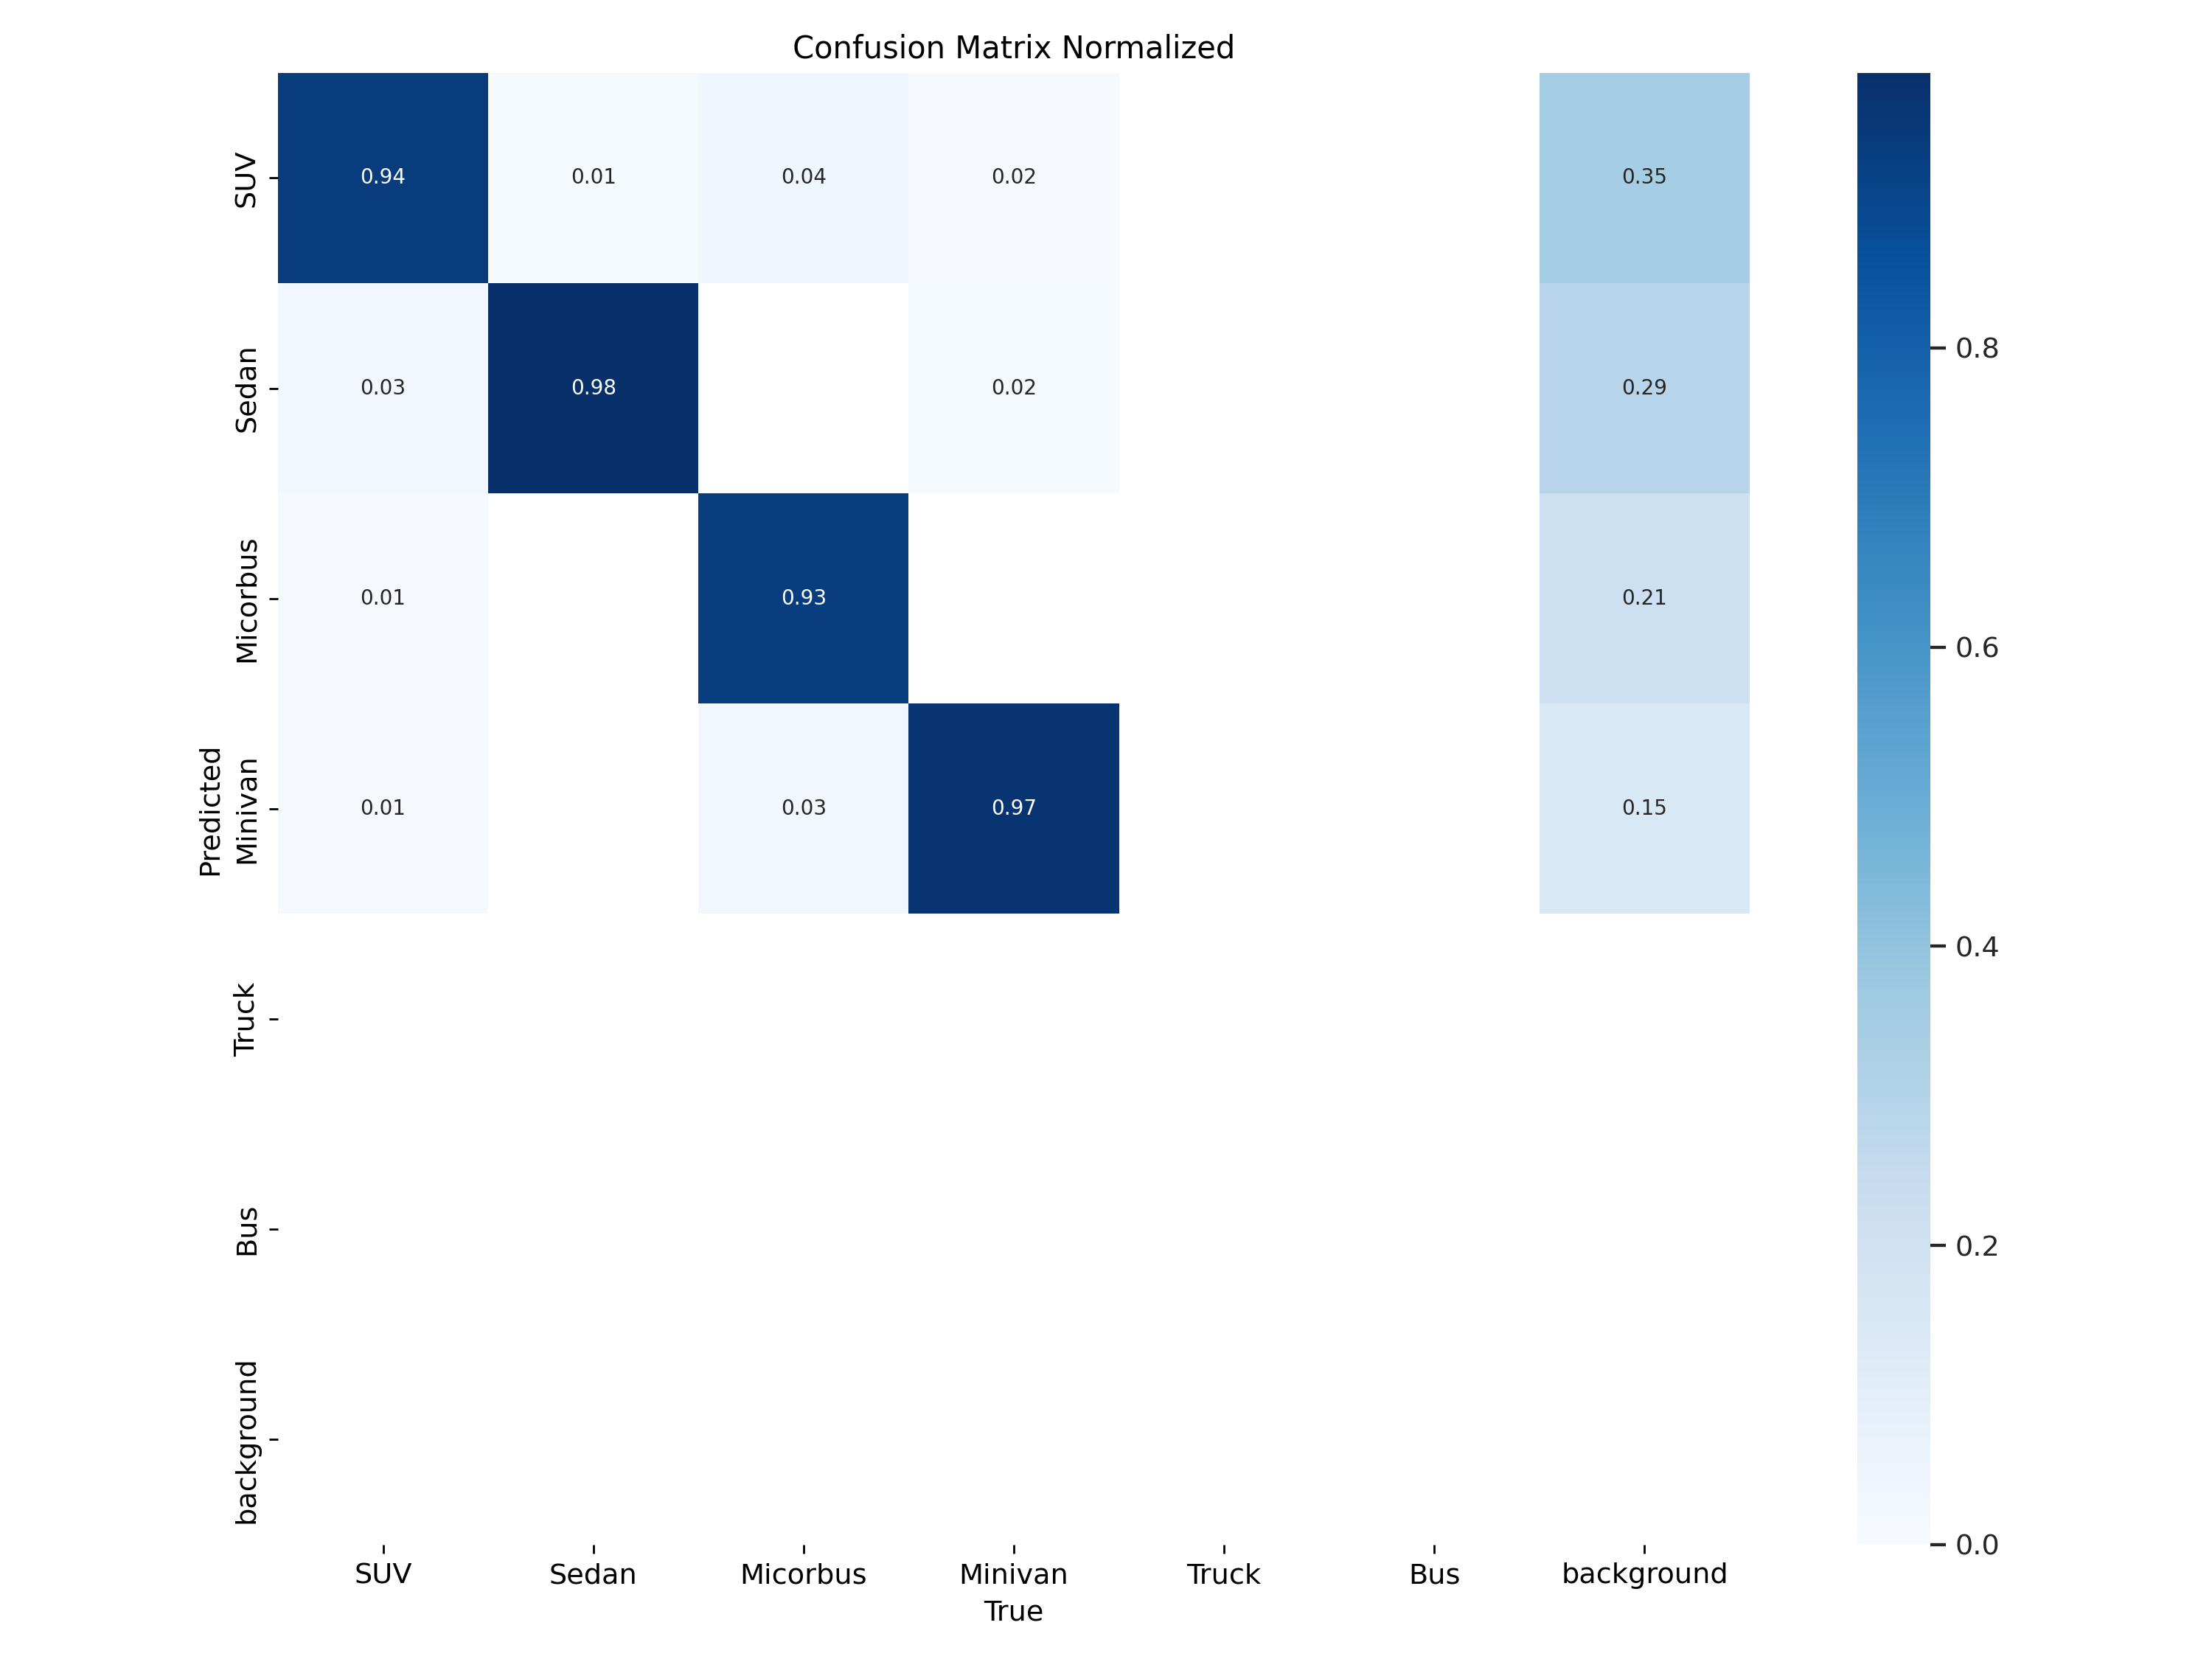 Confusion Matrix Normalized
SUV
0.94
0.01
0.04
0.02
0.35
Sedan
0.03
0.98
0.02
0.29
Micorbus
0.01
0.93
0.21
Predicted
Minivan
0.01
0.03
0.97
0.15
Truck
Bus
background
SUV
Sedan
Micorbus
Minivan
Truck
Bus
background
True
0.8
0.6
0.4
0.2
0.0